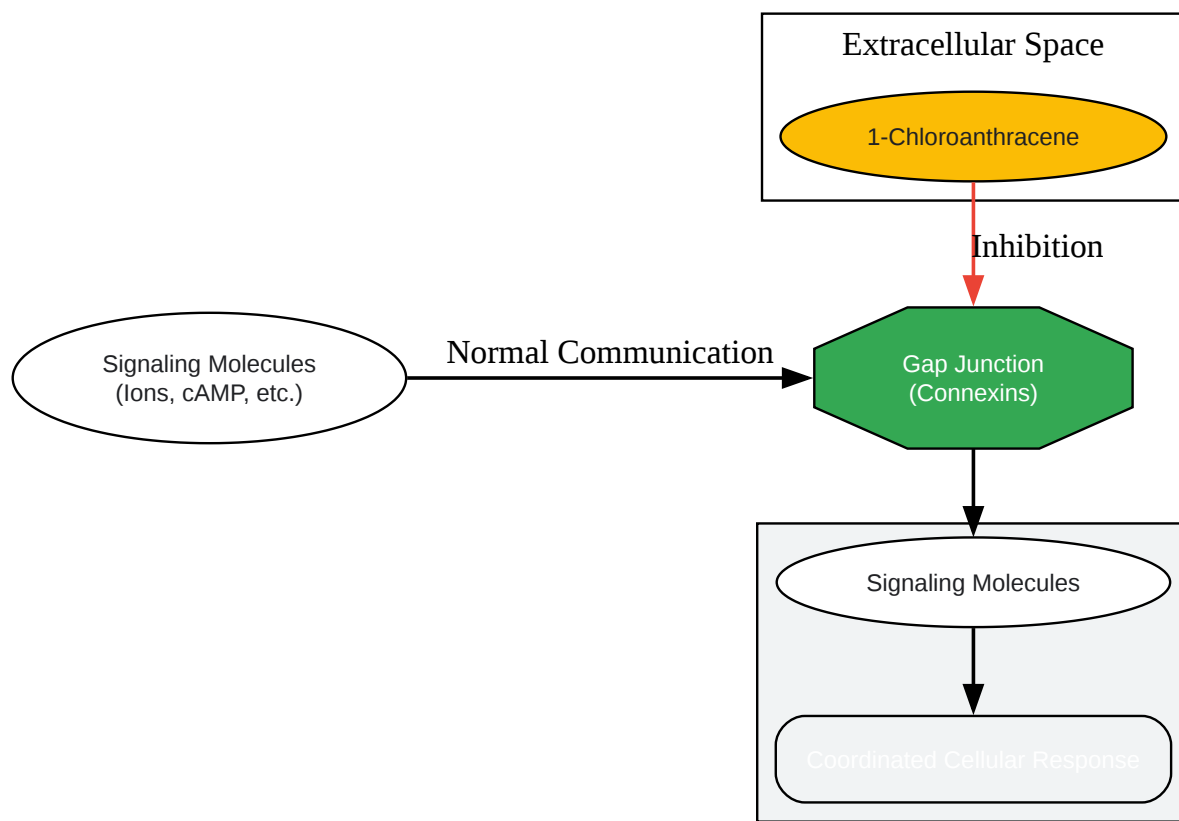 Extracellular Space
1-Chloroanthracene
Inhibition
Normal Communication
Signaling Molecules
(Ions, cAMP, etc.)
Gap Junction
(Connexins)
Signaling Molecules
Coordinated Cellular Response